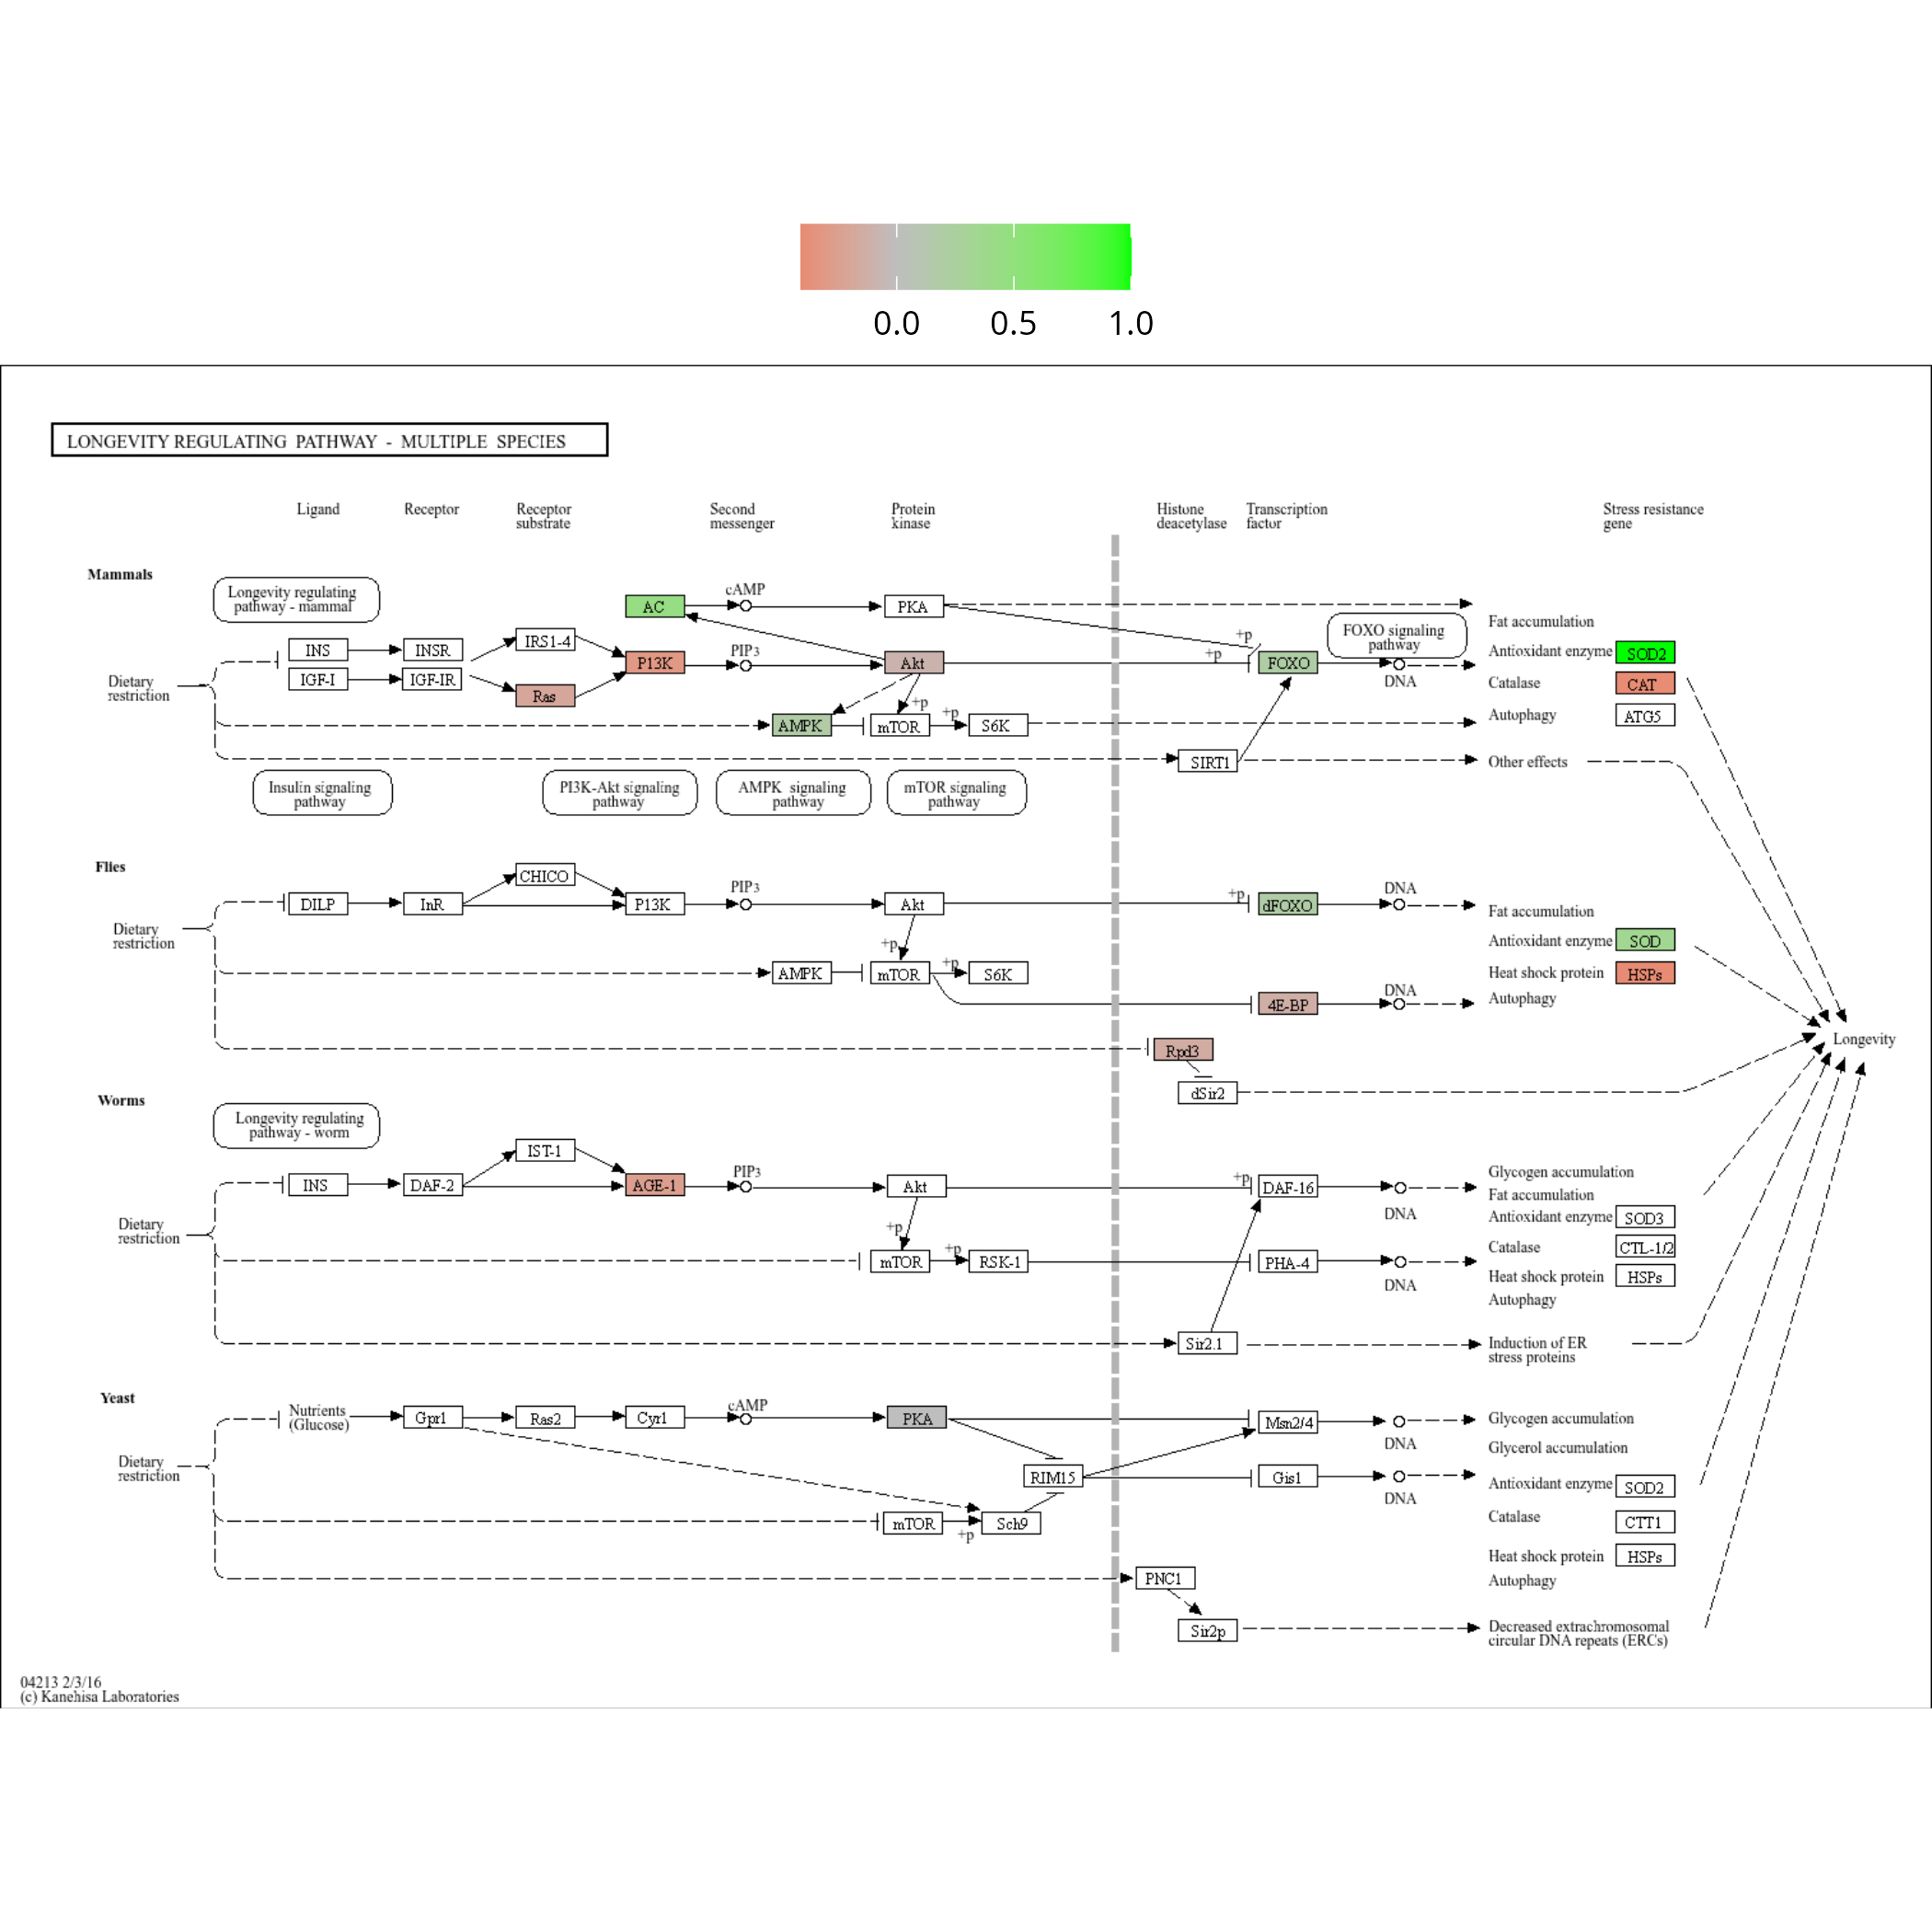 0.0 0.5 1.0
LONGEVITY REGULATING PATHWAY - MULTIPLE SPECIES
Ligand
Receptor
Receptor
substrate
Second
messenger
Protein
kinase
Histone
deacetylase
Transcription
factor
Stress resistance
gene
Mammals
Longevity regulating
pathway - mammal
AC
cAMP
PKA
INS
INSR
IRS1-4
P13K
PIP3
Akt
+p
+p
FOXO
FOXO signaling
pathway
DNA
Fat accumulation
Antioxidant enzyme
SOD2
Catalase
CAT
Autophagy
ATG5
Other effects
IGF-I
IGF-IR
Ras
Dietary
restriction
AMPK
+p
mTOR
+p
S6K
SIRT1
Insulin signaling
pathway
PI3K-Akt signaling
pathway
AMPK signaling
pathway
mTOR signaling
pathway
Flies
Dietary
restriction
DILP
InR
CHICO
P13K
PIP3
Akt
+p
dFOXO
DNA
Fat accumulation
Antioxidant enzyme
SOD
Heat shock protein
HSPs
Autophagy
+p
AMPK
mTOR
+p
S6K
4E-BP
DNA
Rpd3
dSir2
Longevity
Worms
Longevity regulating
pathway - worm
Dietary
restriction
INS
DAF-2
IST-1
AGE-1
PIP3
Akt
+p
DAF-16
DNA
Glycogen accumulation
Fat accumulation
Antioxidant enzyme
SOD3
Catalase
CTL-1/2
Heat shock protein
HSPs
Autophagy
+p
mTOR
+p
RSK-1
PHA-4
DNA
Sir2.1
Induction of ER
stress proteins
Yeast
Dietary
restriction
Nutrients
(Glucose)
Gpr1
Ras2
Cyr1
cAMP
PKA
Msn2/4
DNA
Glycogen accumulation
Glycerol accumulation
RIM15
Gis1
DNA
Antioxidant enzyme
SOD2
Catalase
CTT1
Heat shock protein
HSPs
Autophagy
mTOR
+p
Sch9
PNC1
Sir2p
Decreased extrachromosomal
circular DNA repeats (ERCs)
04213 2/3/16
(c) Kanehisa Laboratories